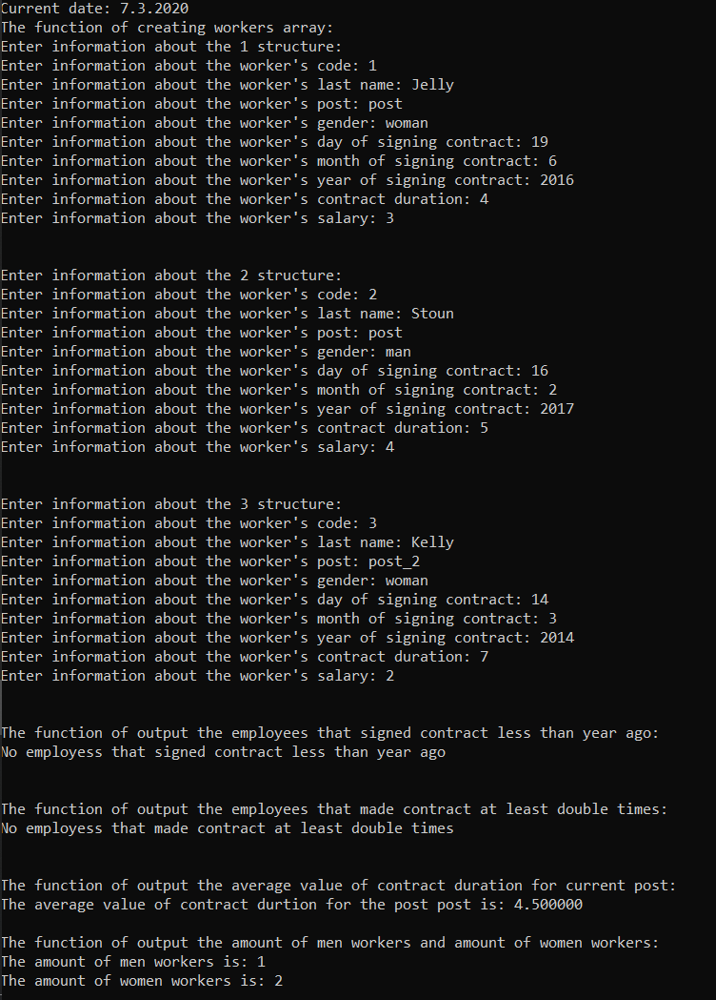 Current date: 7.3.2020
The function of creating workers array:
Enter information about the 1 structure:
Enter information about the worker's code: 1
Enter information about the worker's last name: Jelly
Enter information about the worker's post: post
Enter information about the worker's gender: woman
Enter information about the worker's day of signing contract: 19
Enter information about the worker's month of signing contract: 6
Enter information about the worker's year of signing contract: 2016
Enter information about the worker's contract duration: 4
Enter information about the worker's salary: 3
Enter information about the 2 structure:
Enter information about the worker's code: 2
Enter information about the worker's last name: Stoun
Enter information about the worker's post: post
Enter information about the worker's gender: man
Enter information about the worker's day of signing contract: 16
Enter information about the worker's month of signing contract: 2
Enter information about the worker's year of signing contract: 2017
Enter information about the worker's contract duration: 5
Enter information about the worker's salary: 4
Enter information about the 3 structure:
Enter information about the worker's code: 3
Enter information about the worker's last name: Kelly
Enter information about the worker's post: post_2
Enter information about the worker's gender: woman
Enter information about the worker's day of signing contract: 14
Enter information about the worker's month of signing contract: 3
Enter information about the worker's year of signing contract: 2014
Enter information about the worker's contract duration: 7
Enter information about the worker's salary: 2
The function of output the employees that signed contract less than year ago:
No employess that signed contract less than year ago
The function of output the employees that made contract at least double times:
No employess that made contract at least double times
The function of output the average value of contract duration for current post:
The average value of contract durtion for the post post is: 4.500000
The function of output the amount of men workers and amount of women workers:
The amount of men workers is: 1
The amount of women workers is: 2